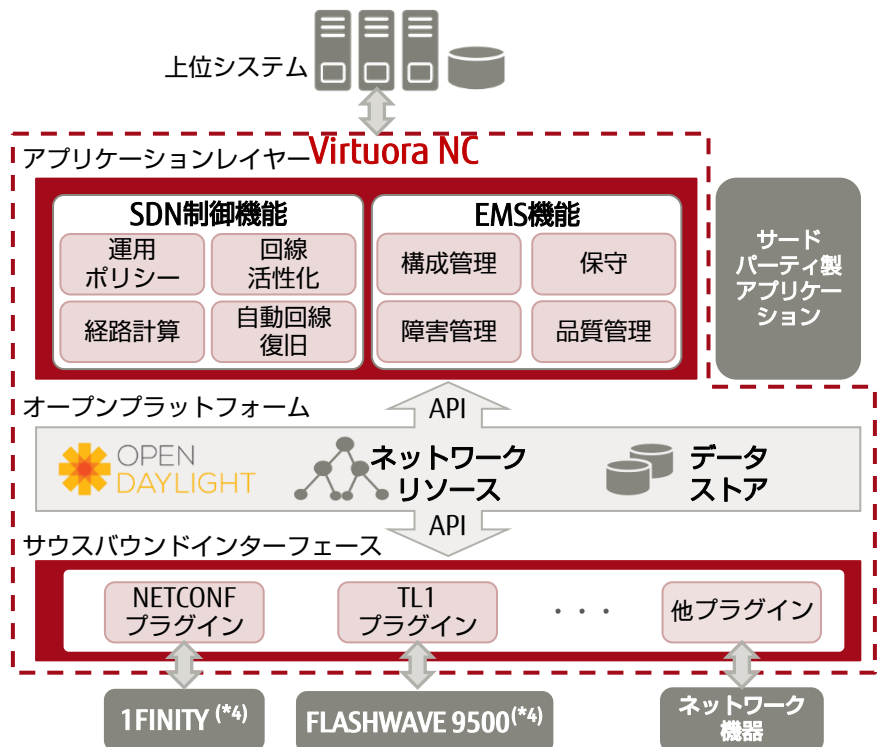 上位システム
アプリケーションレイヤー
Virtuora NC
SDN制御機能
運用
ポリシー
回線
活性化
経路計算
自動回線
復旧
EMS機能
構成管理
保守
障害管理
品質管理
サード
パーティ製
アプリケー
ション
API
オープンプラットフォーム
OPEN
DAYLIGHT
ネットワーク
リソース
データ
ストア
API
サウスバウンドインターフェース
NETCONF
プラグイン
TL1
プラグイン
・・・
他プラグイン
1FINITY (*4)
FLASHWAVE 9500(*4)
ネットワーク
機器